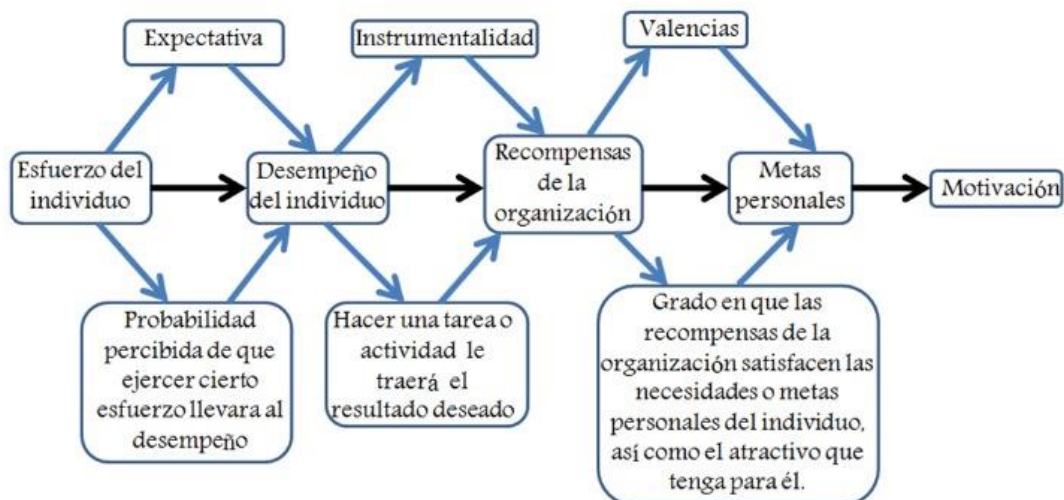 Expectativa
Instrumentalidad
Valencias
Esfuerzo del
individuo
Desempeño
del individuo
Recompensas
de la
organización
Metas
personales
Motivación
Probabilidad
percibida de que
ejercer cierto
esfuerzo llevara al
desempeño
Hacer una tarea o
actividad le
traerá el
resultado deseado
Grado en que las
recompensas de la
organización satisfacen las
necesidades o metas
personales del individuo,
así como el atractivo que
tenga para él.